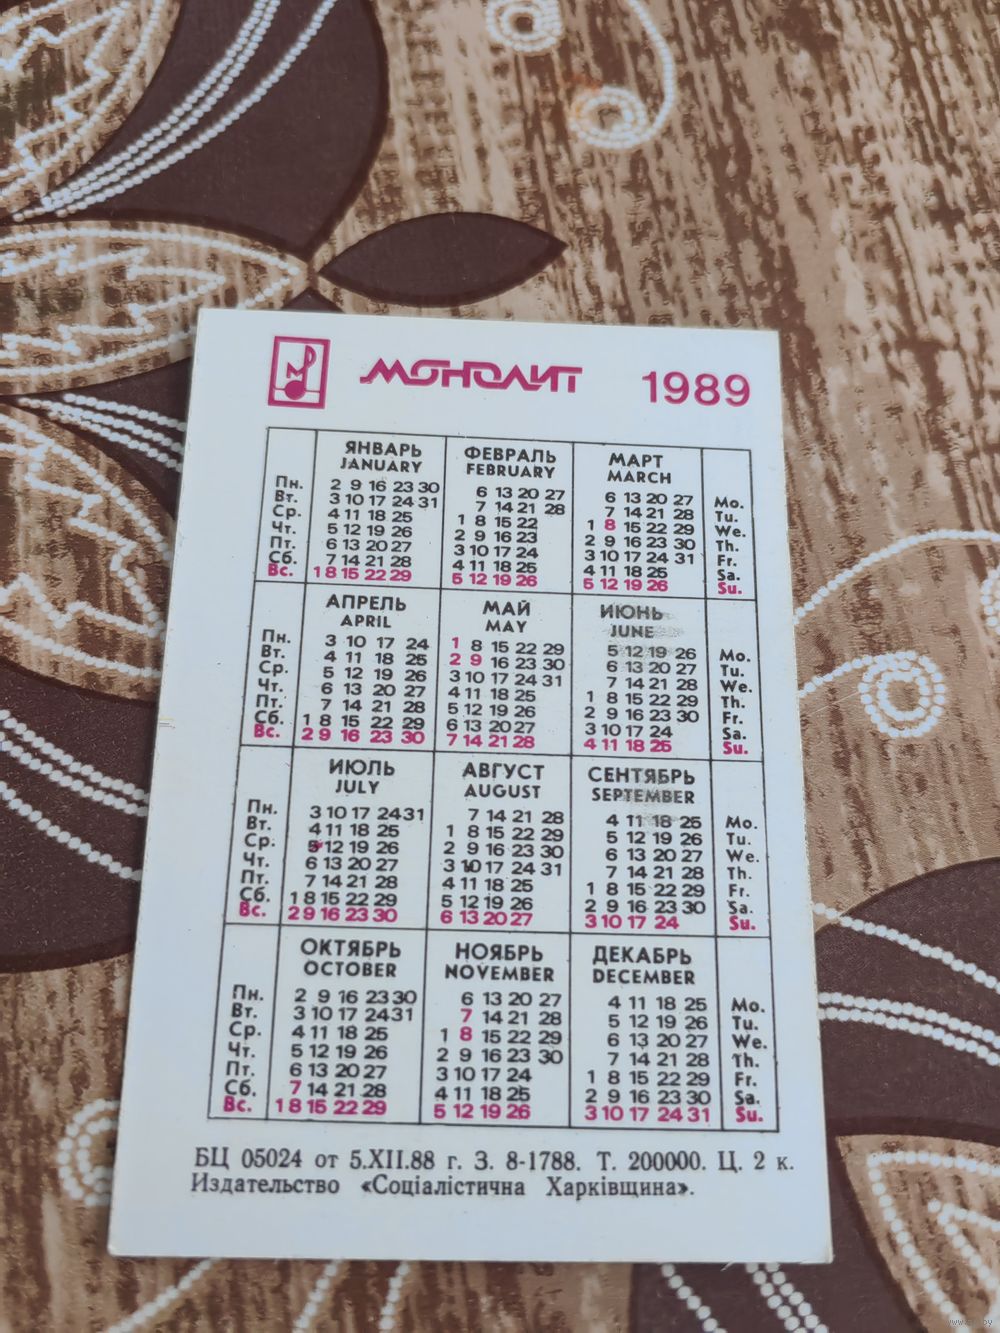 М
МОНОЛИТ 1989
ЯНВАРЬ ФЕВРАЛЬ МАРТ
JANUARY FEBRUARY MARCH
Пн. 2 9 16 23 30 6 13 20 27 6 13 20 27 Mo.
Вт. 3 10 17 24 31 7 14 21 28 7 14 21 28 Tu.
Ср. 4 11 18 25 1 8 15 22 1 8 15 22 29 We.
Чт. 5 12 19 26 2 9 16 23 2 9 16 23 30 Th.
Пт. 6 13 20 27 3 10 17 24 3 10 17 24 31 Fr.
Сб. 7 14 21 28 4 11 18 25 4 11 18 25 Sa.
Вс. 1 8 15 22 29 5 12 19 26 5 12 19 26 Su.
АПРЕЛЬ МАЙ ИЮНЬ
APRIL MAY JUNE
Пн. 3 10 17 24 1 8 15 22 29 5 12 19 26 Mo.
Вт. 4 11 18 25 2 9 16 23 30 6 13 20 27 Tu.
Ср. 5 12 19 26 3 10 17 24 31 7 14 21 28 We.
Чт. 6 13 20 27 4 11 18 25 1 8 15 22 29 Th.
Пт. 7 14 21 28 5 12 19 26 2 9 16 23 30 Fr.
Сб. 1 8 15 22 29 6 13 20 27 3 10 17 24 Sa.
Вс. 2 9 16 23 30 7 14 21 28 4 11 18 25 Su.
ИЮЛЬ АВГУСТ СЕНТЯБРЬ
JULY AUGUST SEPTEMBER
Пн. 3 10 17 24 31 7 14 21 28 4 11 18 25 Mo.
Вт. 4 11 18 25 1 8 15 22 29 5 12 19 26 Tu.
Ср. 5 12 19 26 2 9 16 23 30 6 13 20 27 We.
Чт. 6 13 20 27 3 10 17 24 31 7 14 21 28 Th.
Пт. 7 14 21 28 4 11 18 25 1 8 15 22 29 Fr.
Сб. 1 8 15 22 29 5 12 19 26 2 9 16 23 30 Sa.
Вс. 2 9 16 23 30 6 13 20 27 3 10 17 24 Su.
ОКТЯБРЬ НОЯБРЬ ДЕКАБРЬ
OCTOBER NOVEMBER DECEMBER
Пн. 2 9 16 23 30 6 13 20 27 4 11 18 25 Mo.
Вт. 3 10 17 24 31 7 14 21 28 5 12 19 26 Tu.
Ср. 4 11 18 25 1 8 15 22 29 6 13 20 27 We.
Чт. 5 12 19 26 2 9 16 23 30 7 14 21 28 Th.
Пт. 6 13 20 27 3 10 17 24 1 8 15 22 29 Fr.
Сб. 7 14 21 28 4 11 18 25 2 9 16 23 30 Sa.
Вс. 1 8 15 22 29 5 12 19 26 3 10 17 24 31 Su.
БЦ 05024 от 5.XII.88 г. З. 8-1788. Т. 200000. Ц. 2 к.
Издательство «Соціалістична Харківщина».